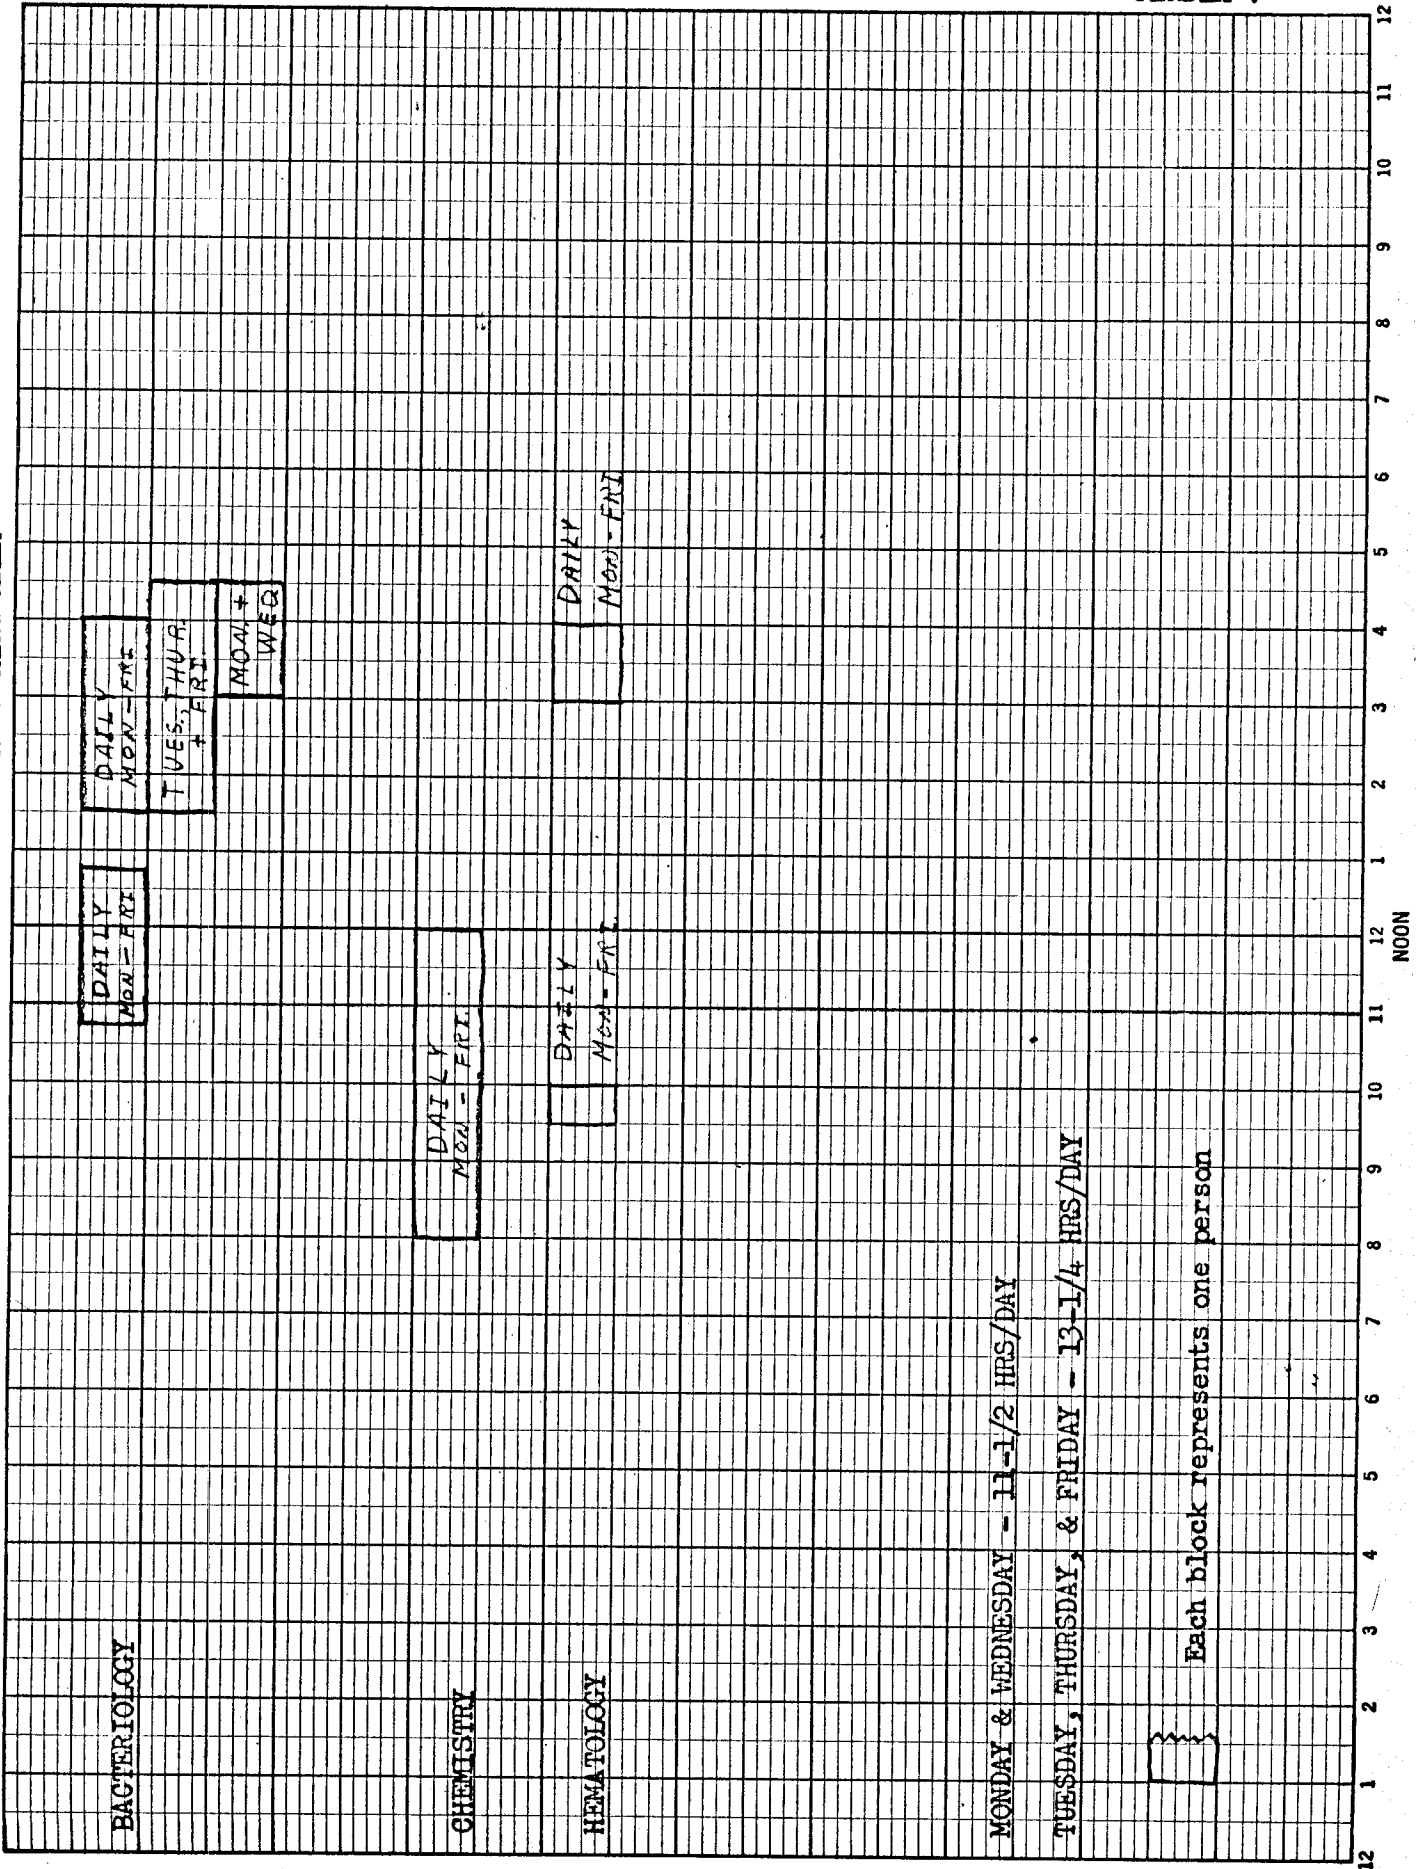 BACTERIOLOGY
DAILY
MON-FRI
DAILY
MON-FRI
TUES, THUR.
+ FRI
MON. +
WED
CHEMISTRY
DAILY
MON - FRI.
HEMATOLOGY
DAILY
MON-FRI.
DAILY
MON-FRI
MONDAY & WEDNESDAY - 11-1/2 HRS/DAY
TUESDAY, THURSDAY, & FRIDAY - 13-1/4 HRS/DAY
Each block represents one person
12 1 2 3 4 5 6 7 8 9 10 11 12 1 2 3 4 5 6 7 8 9 10 11 12
NOON